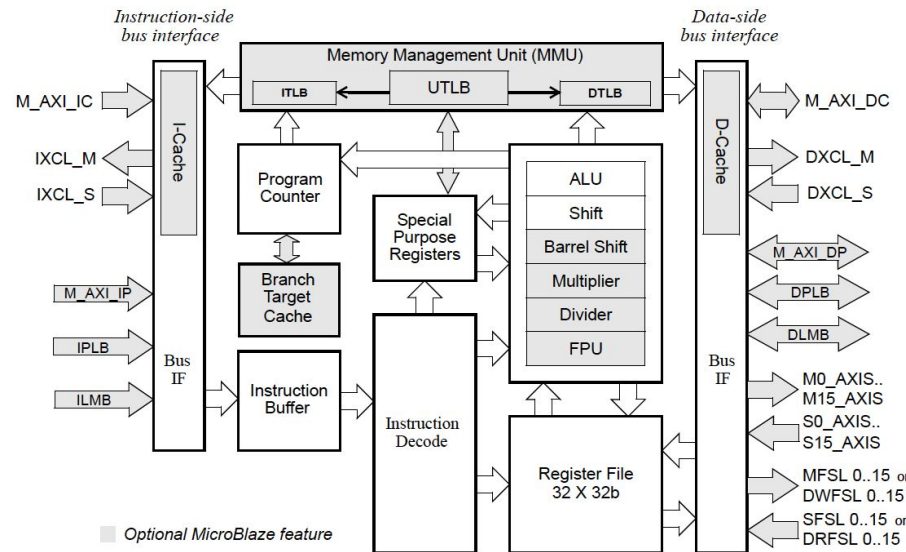 Instruction-side
bus interface
Data-side
bus interface
Memory Management Unit (MMU)
ITLB
UTLB
DTLB
M_AXI_IC
IXCL_M
IXCL_S
I-Cache
M_AXI_IP
IPLB
ILMB
Bus
IF
Program
Counter
Branch
Target
Cache
Instruction
Buffer
Special
Purpose
Registers
Instruction
Decode
ALU
Shift
Barrel Shift
Multiplier
Divider
FPU
Register File
32 X 32b
D-Cache
Bus
IF
M_AXI_DC
DXCL_M
DXCL_S
M_AXI_DP
DPLB
DLMB
M0_AXIS..
M15_AXIS
S0_AXIS..
S15_AXIS
MFSL 0..15 or
DWFSL 0..15
SFSL 0..15 or
DRFSL 0..15
Optional MicroBlaze feature